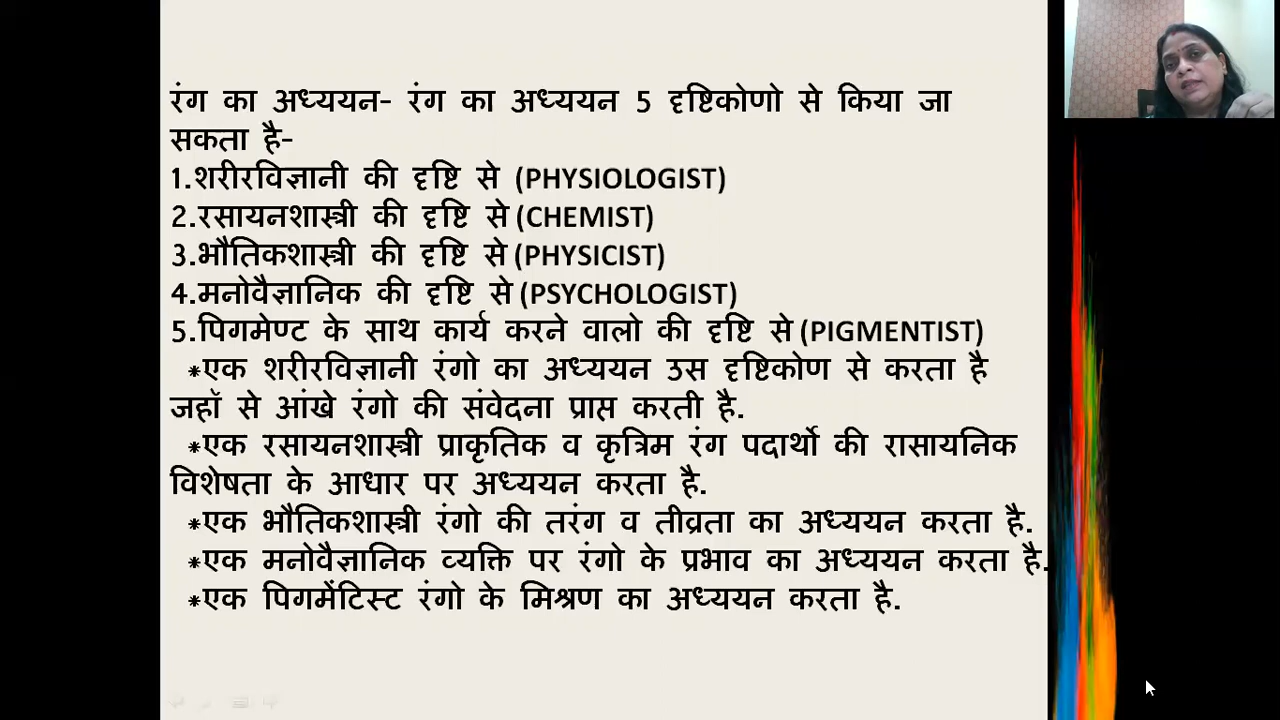 रंग का अध्ययन- रंग का अध्ययन 5 दृष्टिकोणो से किया जा
सकता है-
1.शरीरविज्ञानी की दृष्टि से (PHYSIOLOGIST)
2.रसायनशास्त्री की दृष्टि से (CHEMIST)
3.भौतिकशास्त्री की दृष्टि से (PHYSICIST)
4.मनोवैज्ञानिक की दृष्टि से (PSYCHOLOGIST)
5.पिगमेण्ट के साथ कार्य करने वालो की दृष्टि से (PIGMENTIST)
*एक शरीरविज्ञानी रंगो का अध्ययन उस दृष्टिकोण से करता है
जहॉ से आंखे रंगो की संवेदना प्राप्त करती है.
*एक रसायनशास्त्री प्राकृतिक व कृत्रिम रंग पदार्थो की रासायनिक
विशेषता के आधार पर अध्ययन करता है.
*एक भौतिकशास्त्री रंगो की तरंग व तीव्रता का अध्ययन करता है.
*एक मनोवैज्ञानिक व्यक्ति पर रंगो के प्रभाव का अध्ययन करता है.
*एक पिगमेंटिस्ट रंगो के मिश्रण का अध्ययन करता है.